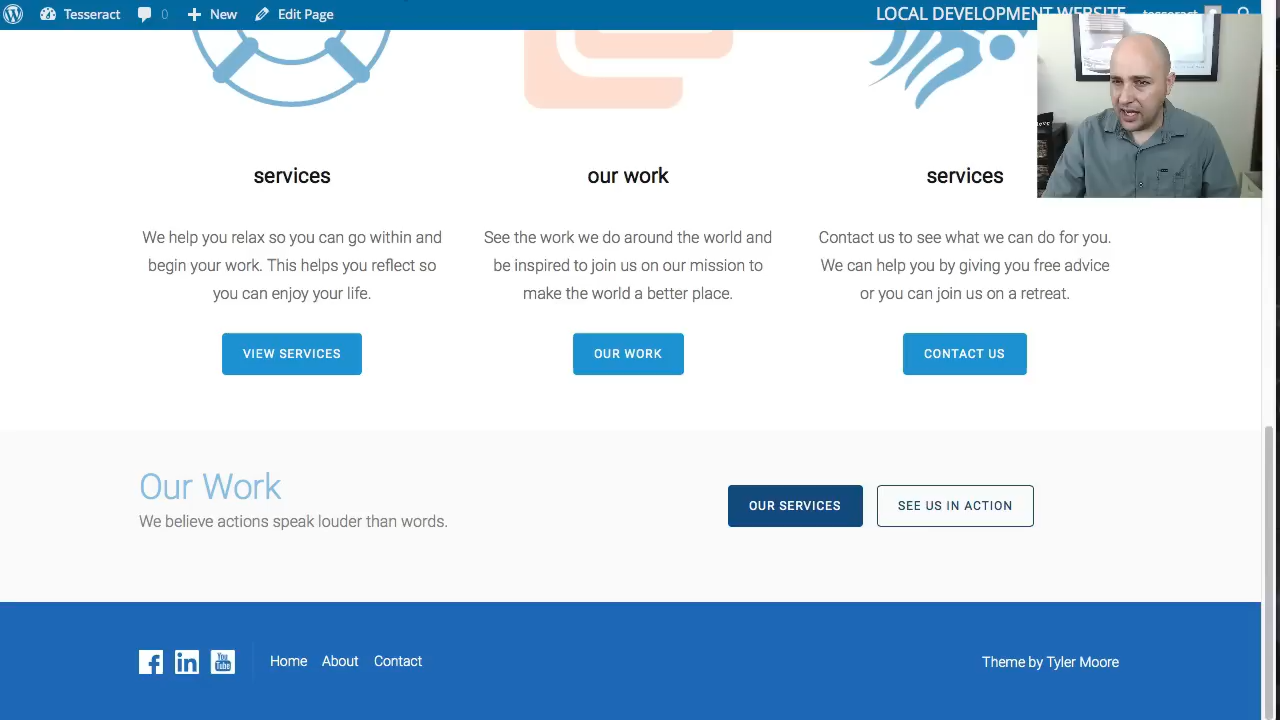 Tesseract 0 New Edit Page LOCAL DEVELOPMENT WEBSITE tesseract
services
our work
services
We help you relax so you can go within and
begin your work. This helps you reflect so
you can enjoy your life.
See the work we do around the world and
be inspired to join us on our mission to
make the world a better place.
Contact us to see what we can do for you.
We can help you by giving you free advice
or you can join us on a retreat.
VIEW SERVICES
OUR WORK
CONTACT US
Our Work
We believe actions speak louder than words.
OUR SERVICES
SEE US IN ACTION
You Tube
Home About Contact
Theme by Tyler Moore